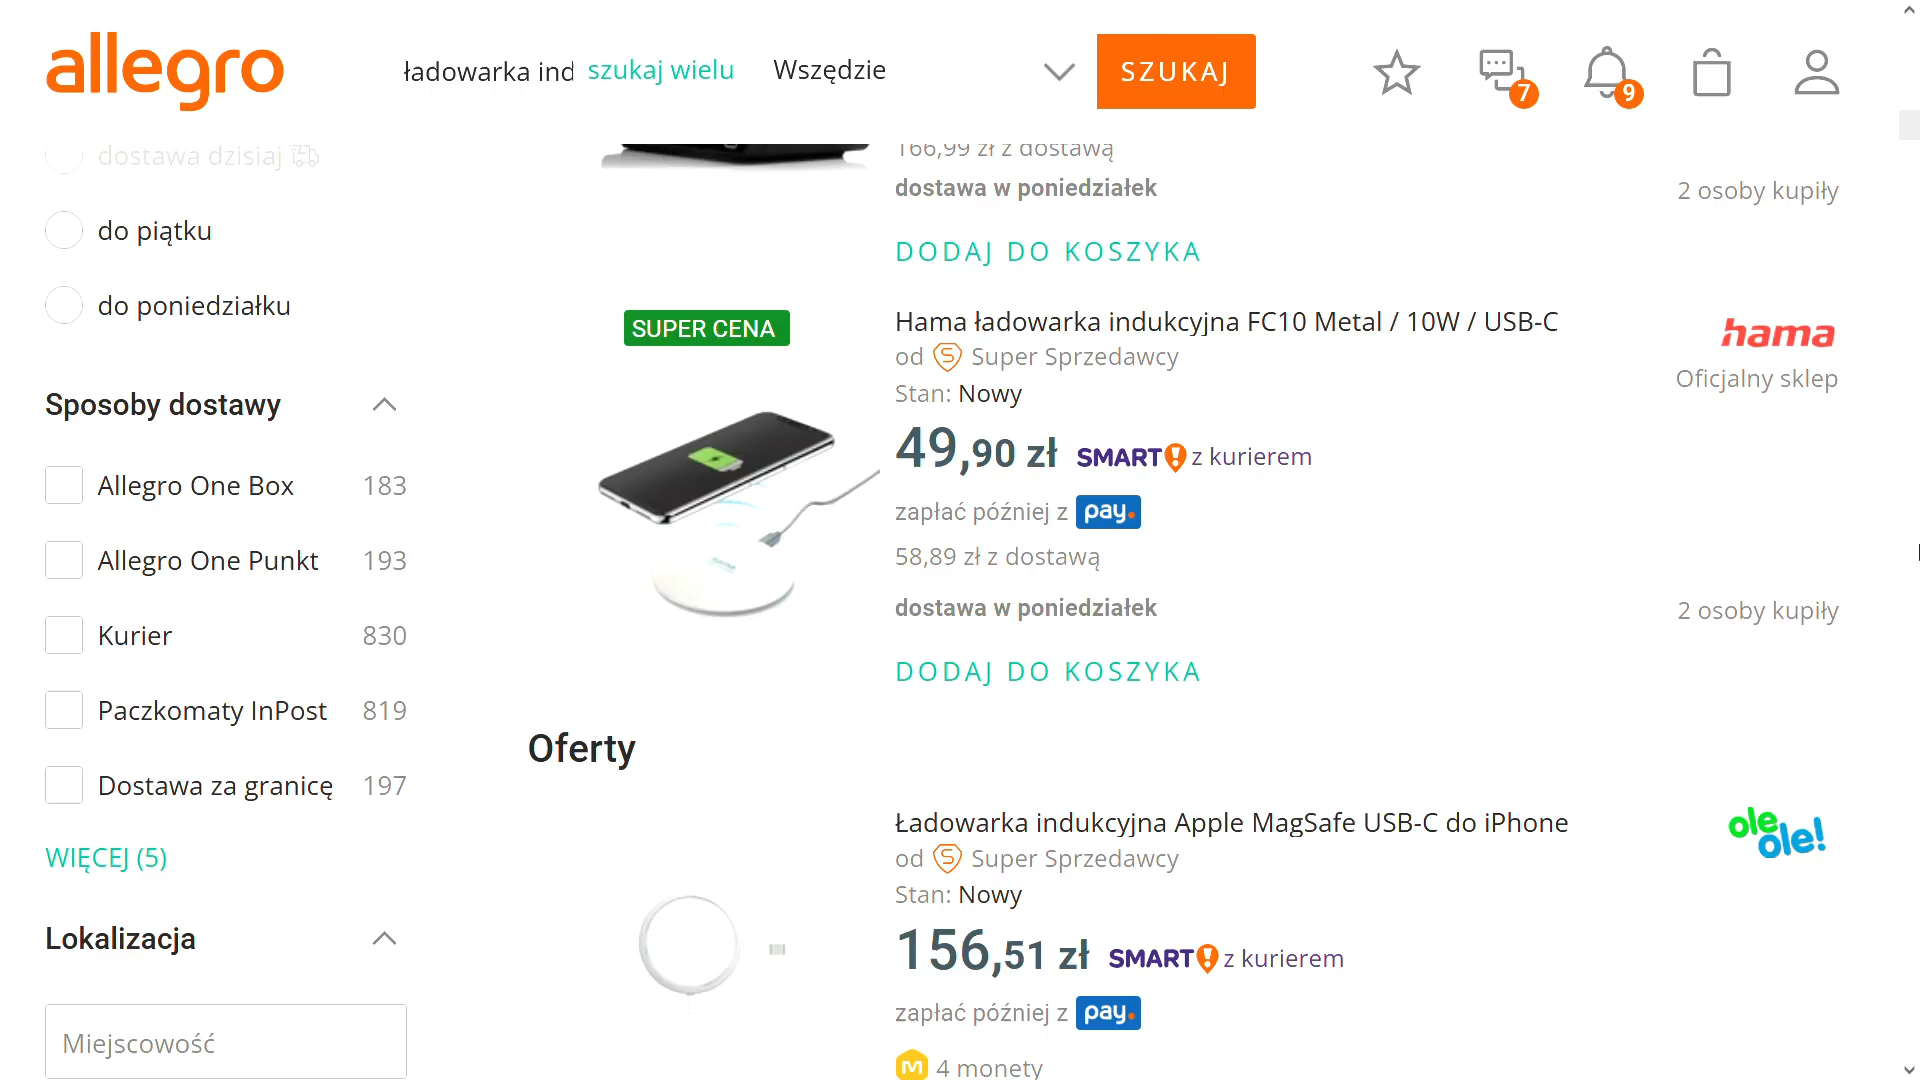 allegro
ładowarka ind
szukaj wielu
Wszędzie
SZUKAJ
7
9
dostawa dzisiaj
do piątku
do poniedziałku
Sposoby dostawy
Allegro One Box 183
Allegro One Punkt 193
Kurier 830
Paczkomaty InPost 819
Dostawa za granicę 197
WIĘCEJ (5)
Lokalizacja
Miejscowość
166,99 zł z dostawą
dostawa w poniedziałek
2 osoby kupiły
DODAJ DO KOSZYKA
SUPER CENA
Hama ładowarka indukcyjna FC10 Metal / 10W / USB-C
hama
od Super Sprzedawcy
Oficjalny sklep
Stan: Nowy
49,90 zł SMART! z kurierem
zapłać później z pay.
58,89 zł z dostawą
dostawa w poniedziałek
2 osoby kupiły
DODAJ DO KOSZYKA
Oferty
Ładowarka indukcyjna Apple MagSafe USB-C do iPhone
ole ole!
od Super Sprzedawcy
Stan: Nowy
156,51 zł SMART! z kurierem
zapłać później z pay.
M 4 monety